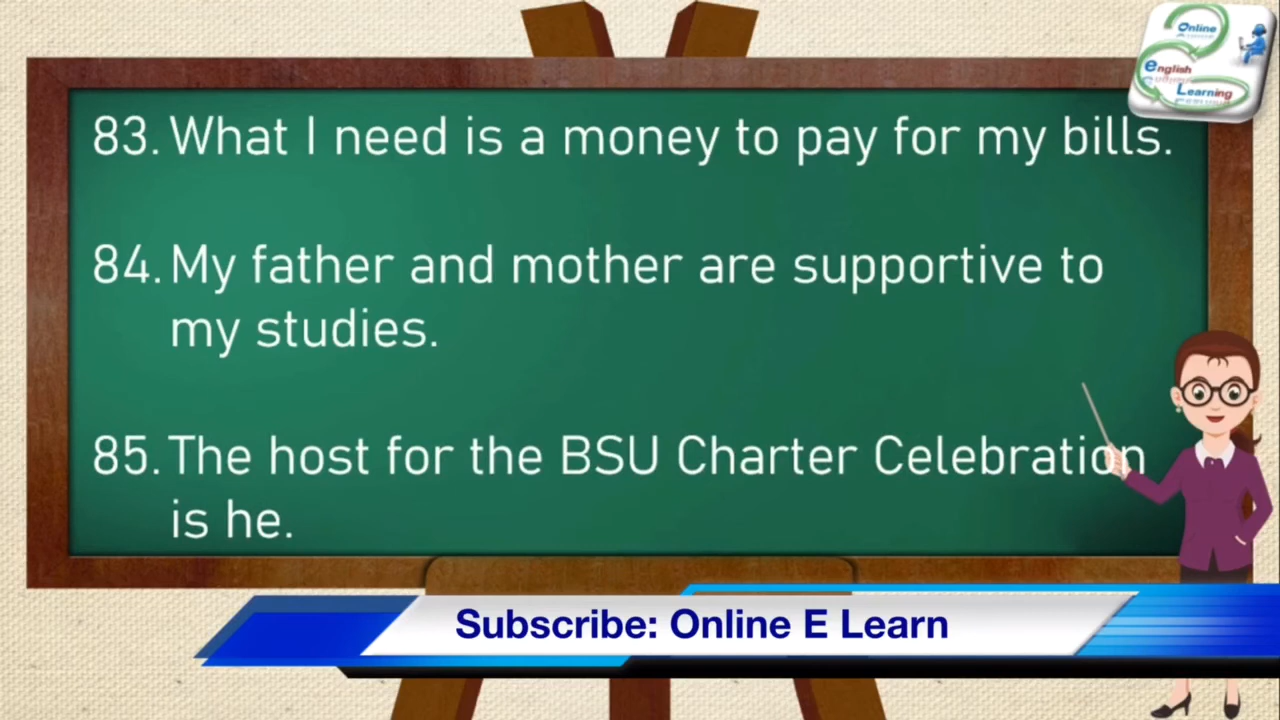 Online
English
Learning
83. What I need is a money to pay for my bills.
84. My father and mother are supportive to
my studies.
85. The host for the BSU Charter Celebration
is he.
Subscribe: Online E Learn